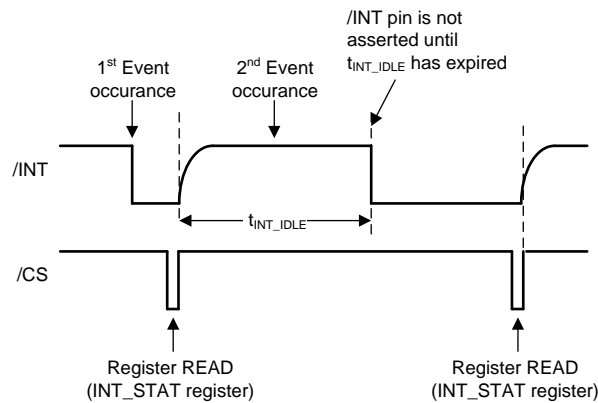 /INT pin is not
asserted until
tINT_IDLE has expired
1st Event
occurance
2nd Event
occurance
/INT
tINT_IDLE
/CS
Register READ
(INT_STAT register)
Register READ
(INT_STAT register)